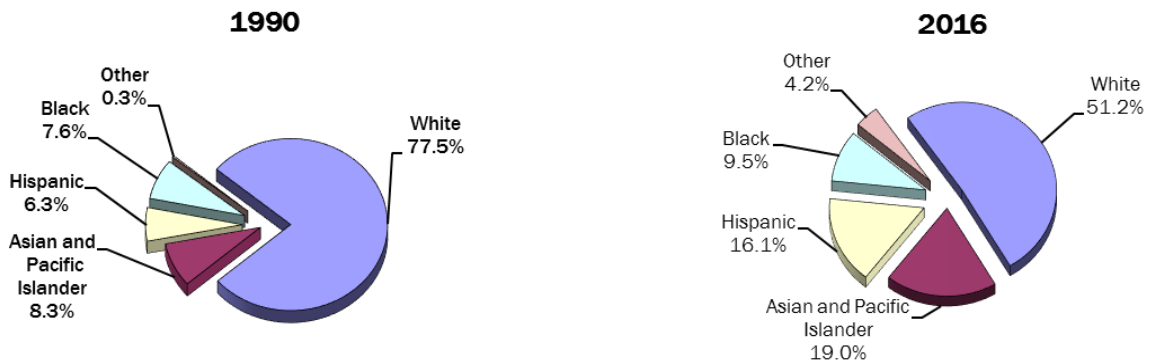 1990
Other
0.3%
Black
7.6%
Hispanic
6.3%
Asian and
Pacific
Islander
8.3%
White
77.5%
2016
Other
4.2%
Black
9.5%
Hispanic
16.1%
Asian and Pacific
Islander
19.0%
White
51.2%